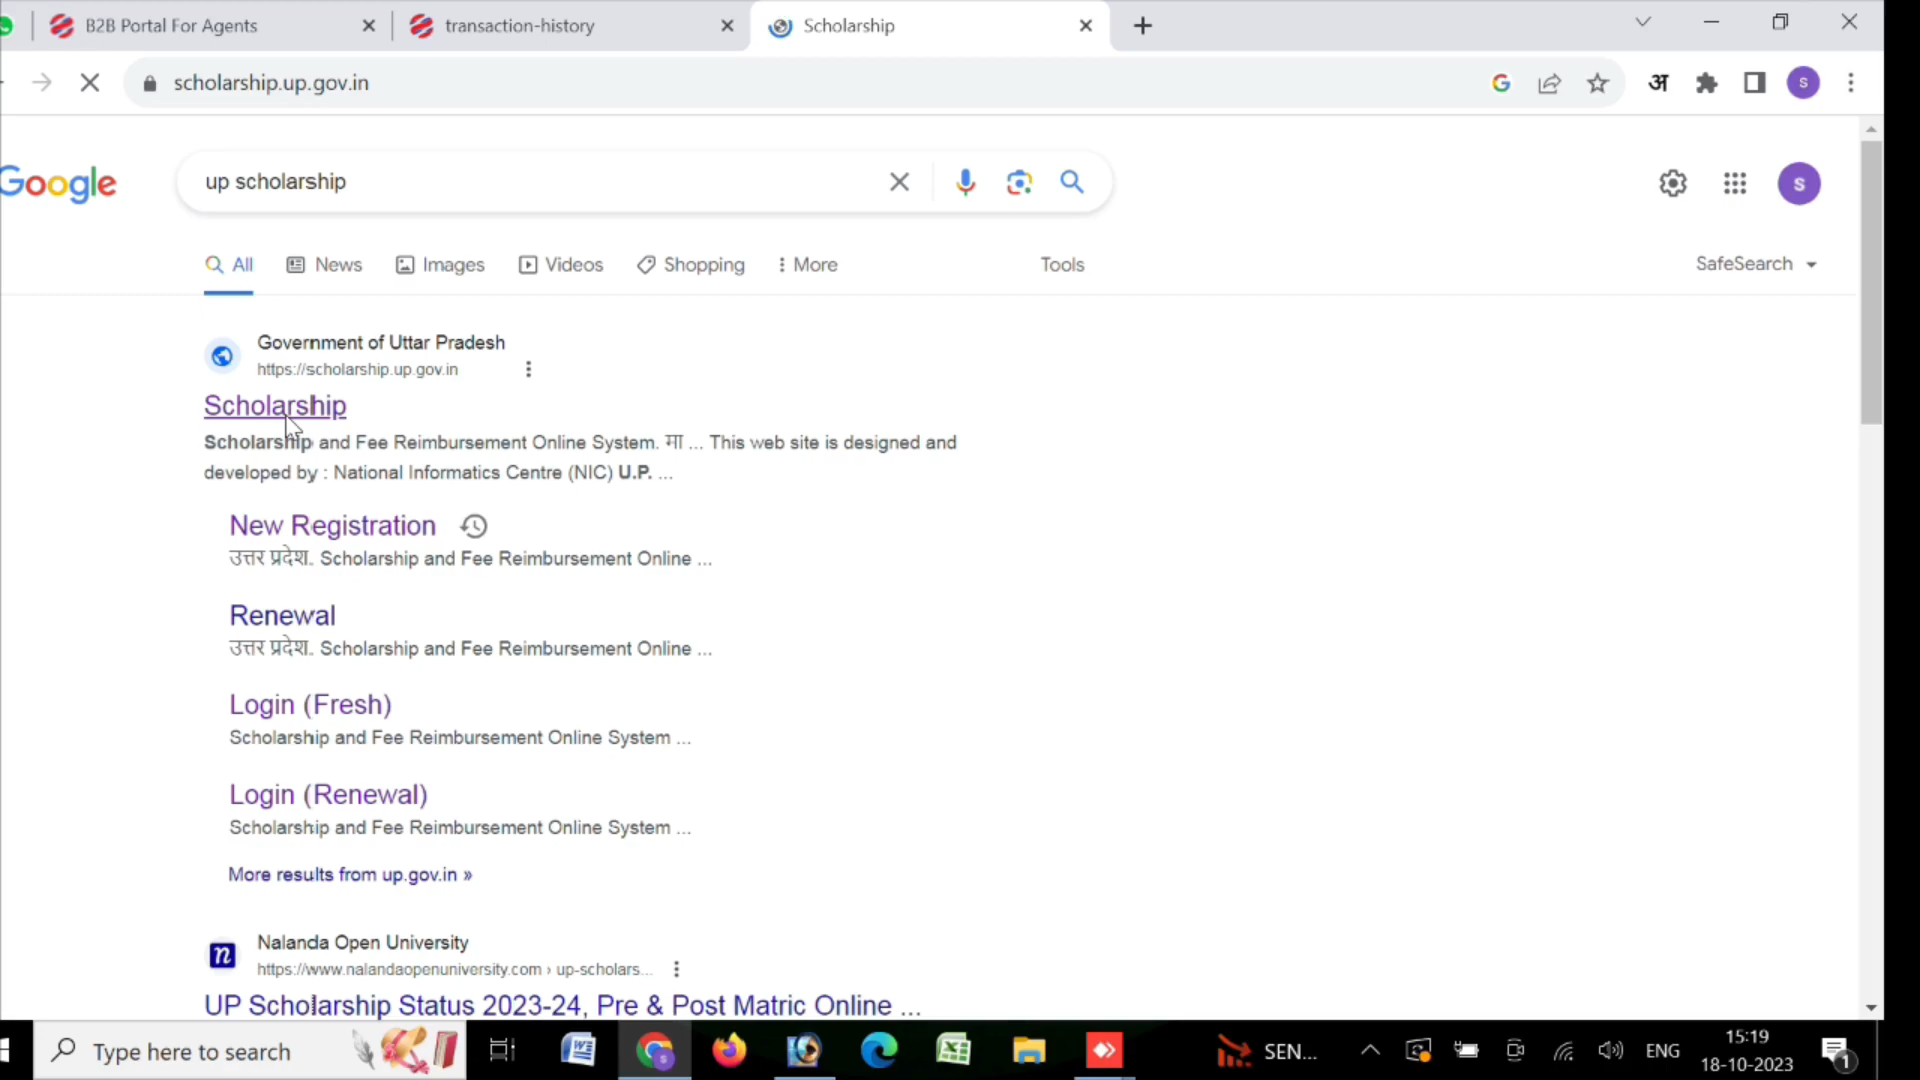 B2B Portal For Agents
transaction-history
Scholarship
scholarship.up.gov.in
अ
S
Google
up scholarship
S
All
News
Images
Videos
Shopping
More
Tools
SafeSearch
Government of Uttar Pradesh
https://scholarship.up.gov.in
Scholarship
Scholarship and Fee Reimbursement Online System. मा ... This web site is designed and
developed by : National Informatics Centre (NIC) U.P. ...
New Registration
उत्तर प्रदेश. Scholarship and Fee Reimbursement Online ...
Renewal
उत्तर प्रदेश. Scholarship and Fee Reimbursement Online ...
Login (Fresh)
Scholarship and Fee Reimbursement Online System ...
Login (Renewal)
Scholarship and Fee Reimbursement Online System ...
More results from up.gov.in »
n
Nalanda Open University
https://www.nalandaopenuniversity.com › up-scholars...
UP Scholarship Status 2023-24, Pre & Post Matric Online ...
Type here to search
SEN...
ENG
15:19
18-10-2023
1